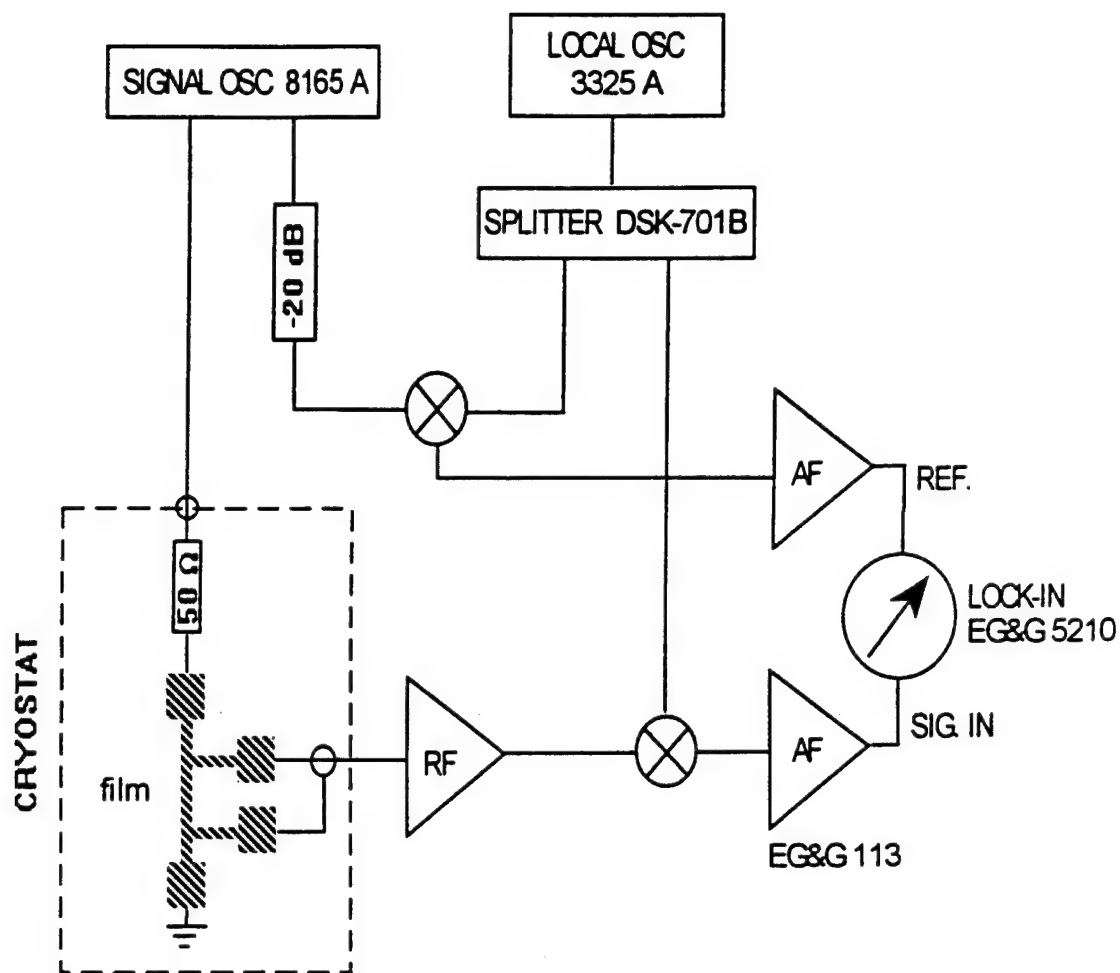 SIGNAL OSC 8165 A
LOCAL OSC
3325 A
SPLITTER DSK-701B
-20 dB
AF
REF.
50 Ω
LOCK-IN
EG&G 5210
CRYOSTAT
film
RF
AF
SIG. IN
EG&G 113